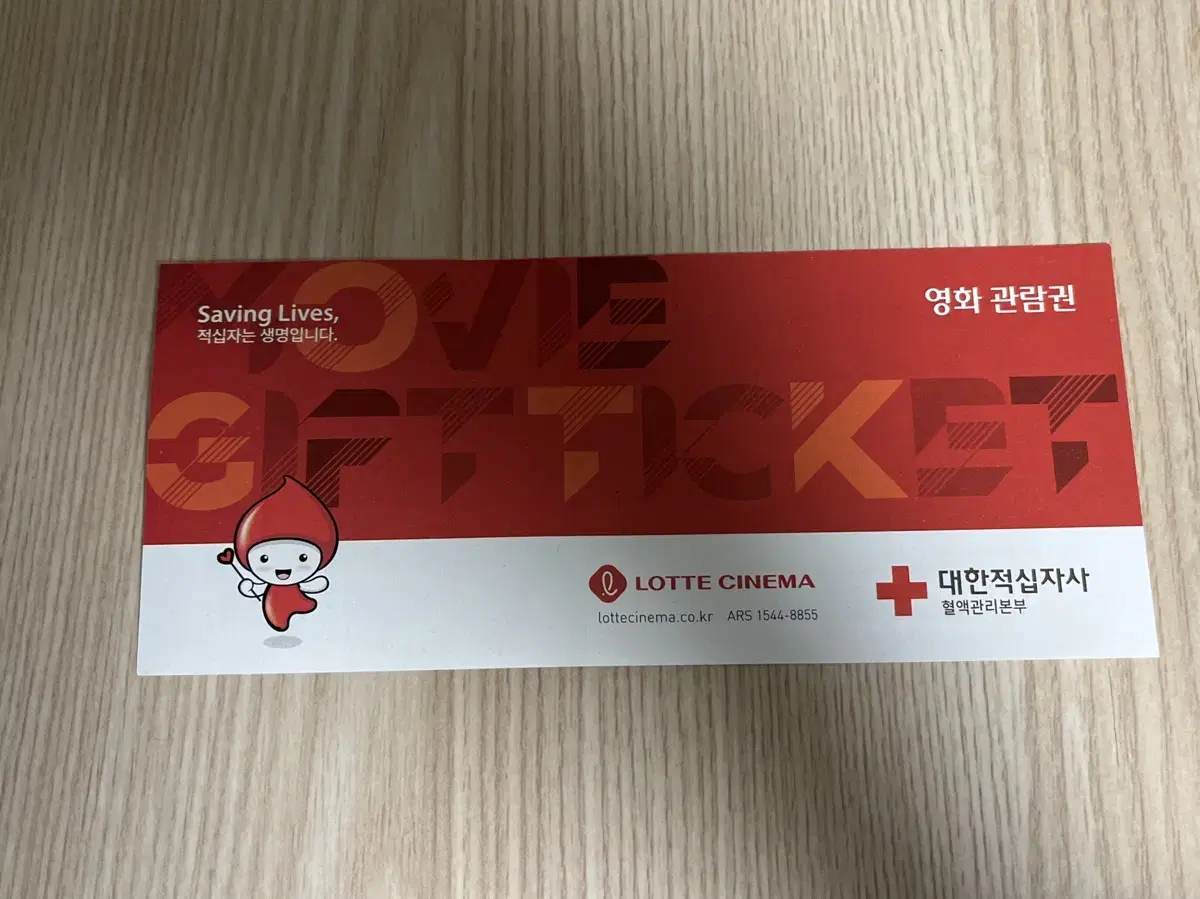 Saving Lives,
적십자는 생명입니다.
영화 관람권
MOVIE
GIFT TICKET
LOTTE CINEMA
lottecinema.co.kr ARS 1544-8855
대한적십자사
혈액관리본부